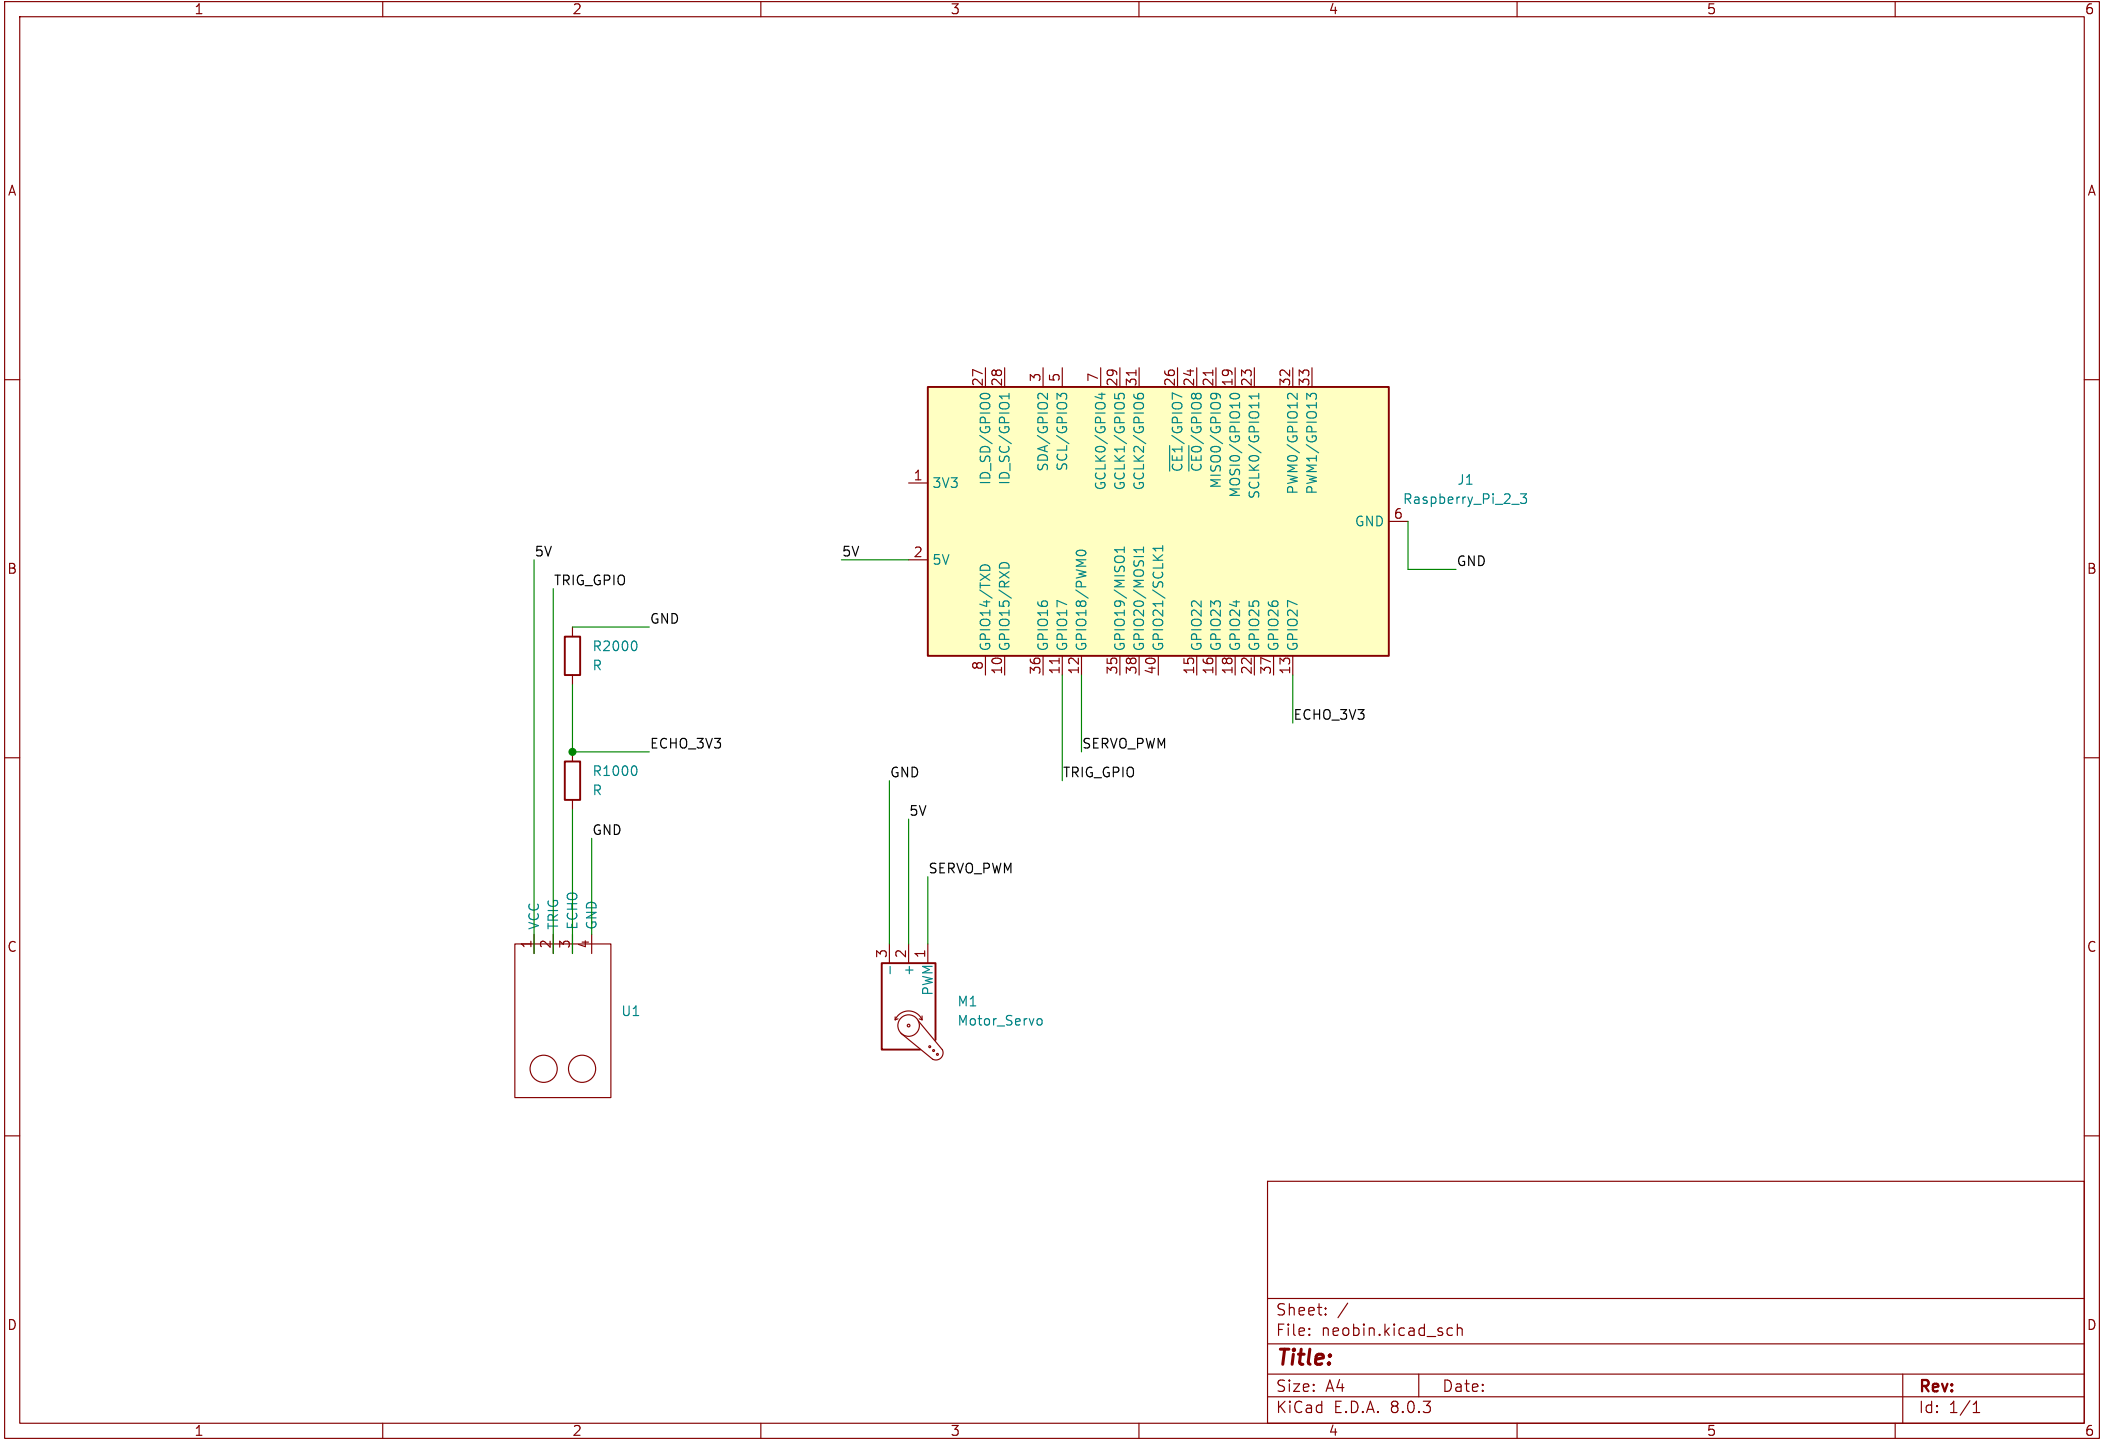 1 2 3 4 5 6
A A
27 28 3 5 7 29 31 26 24 21 19 23 32 33
ID_SD/GPIO0
ID_SC/GPIO1
SDA/GPIO2
SCL/GPIO3
GCLK0/GPIO4
GCLK1/GPIO5
GCLK2/GPIO6
CE1/GPIO7
CE0/GPIO8
MISO0/GPIO9
MOSI0/GPIO10
SCLK0/GPIO11
PWM0/GPIO12
PWM1/GPIO13
1 3V3
J1
Raspberry_Pi_2_3
GND 6
5V 2 5V
GND
B B
GPIO14/TXD
GPIO15/RXD
GPIO16
GPIO17
GPIO18/PWM0
GPIO19/MISO1
GPIO20/MOSI1
GPIO21/SCLK1
GPIO22
GPIO23
GPIO24
GPIO25
GPIO26
GPIO27
8 10 36 11 12 35 38 40 15 16 18 22 37 13
ECHO_3V3
SERVO_PWM
TRIG_GPIO
5V
TRIG_GPIO
GND
R2000
R
ECHO_3V3
R1000
R
GND
VCC
TRIG
ECHO
GND
1 2 3 4
U1
GND
5V
SERVO_PWM
3 2 1
-
+
PWM
M1
Motor_Servo
C C
D D
Sheet: /
File: neobin.kicad_sch
Title:
Size: A4 Date: Rev:
KiCad E.D.A. 8.0.3 Id: 1/1
1 2 3 4 5 6